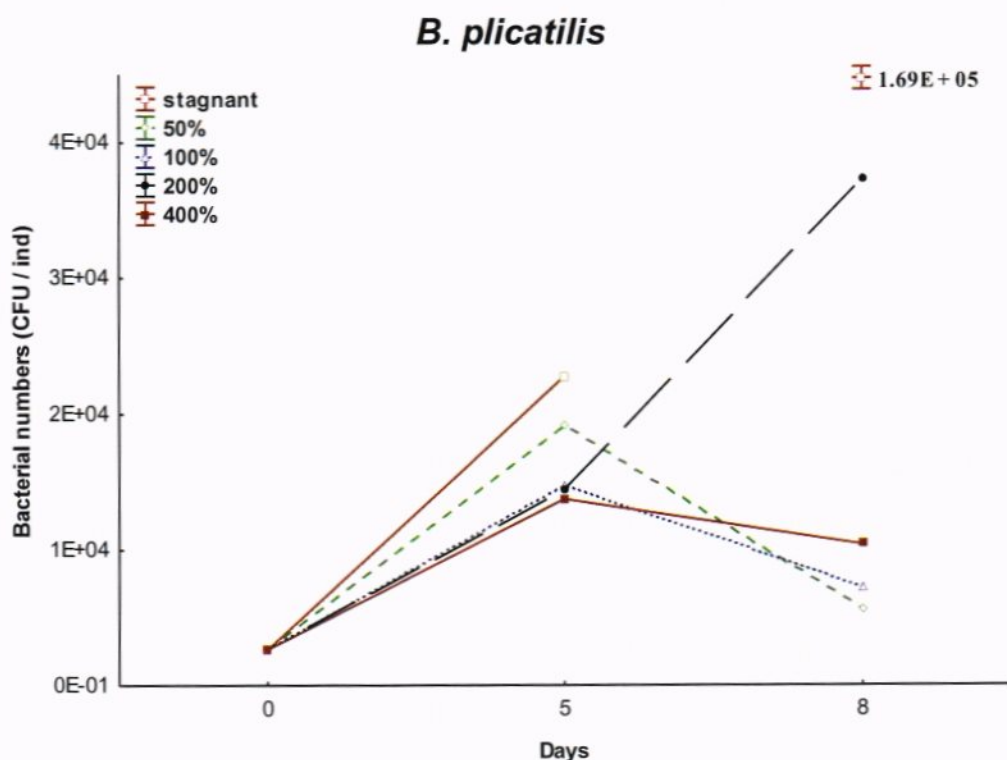 B. plicatilis
1.69E+05
stagnant
50%
100%
200%
400%
Bacterial numbers (CFU / ind)
4E+04
3E+04
2E+04
1E+04
0E-01
0
5
8
Days